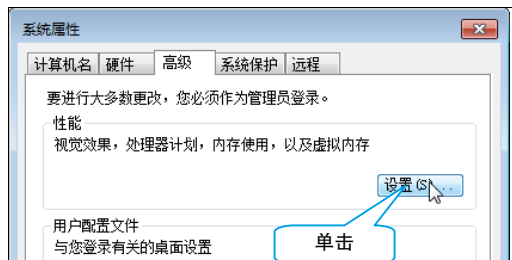 系统属性
计算机名 硬件 高级 系统保护 远程
要进行大多数更改，您必须作为管理员登录。
性能
视觉效果，处理器计划，内存使用，以及虚拟内存
设置(S)...
用户配置文件
与您登录有关的桌面设置
单击